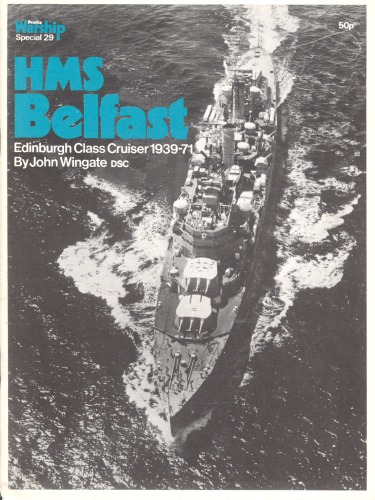 Profile
Warship
Special 29
50p
HMS
Belfast
Edinburgh Class Cruiser 1939-71
By John Wingate DSC